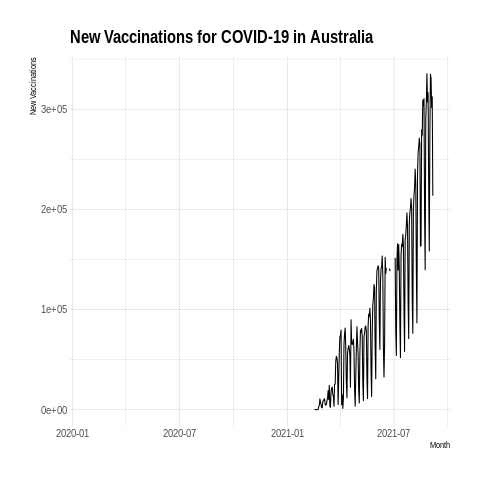 New Vaccinations for COVID-19 in Australia
New Vaccinations
3e+05
2e+05
1e+05
0e+00
2020-01 2020-07 2021-01 2021-07
Month